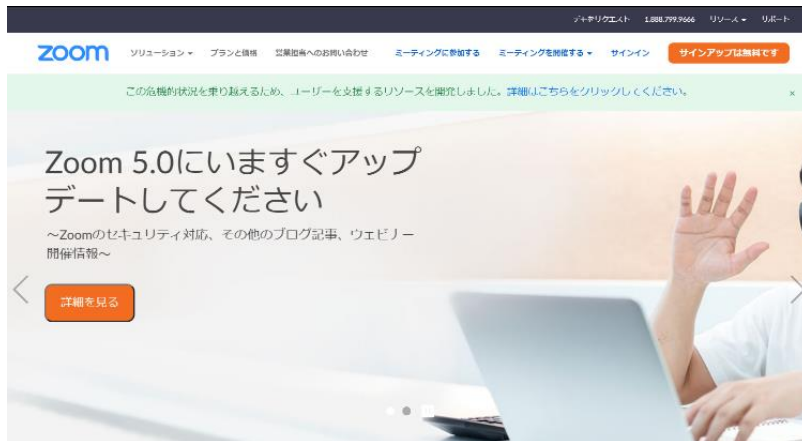 デモをリクエスト 1.888.799.9666 リソース サポート
zoom ソリューション プランと価格 営業担当へのお問い合わせ ミーティングに参加する ミーティングを開催する サインイン サインアップは無料です
この危機的状況を乗り越えるため、ユーザーを支援するリソースを開発しました。詳細はこちらをクリックしてください。 ×
Zoom 5.0にいますぐアップ
デートしてください
～Zoomのセキュリティ対応、その他のブログ記事、ウェビナー
開催情報～
詳細を見る